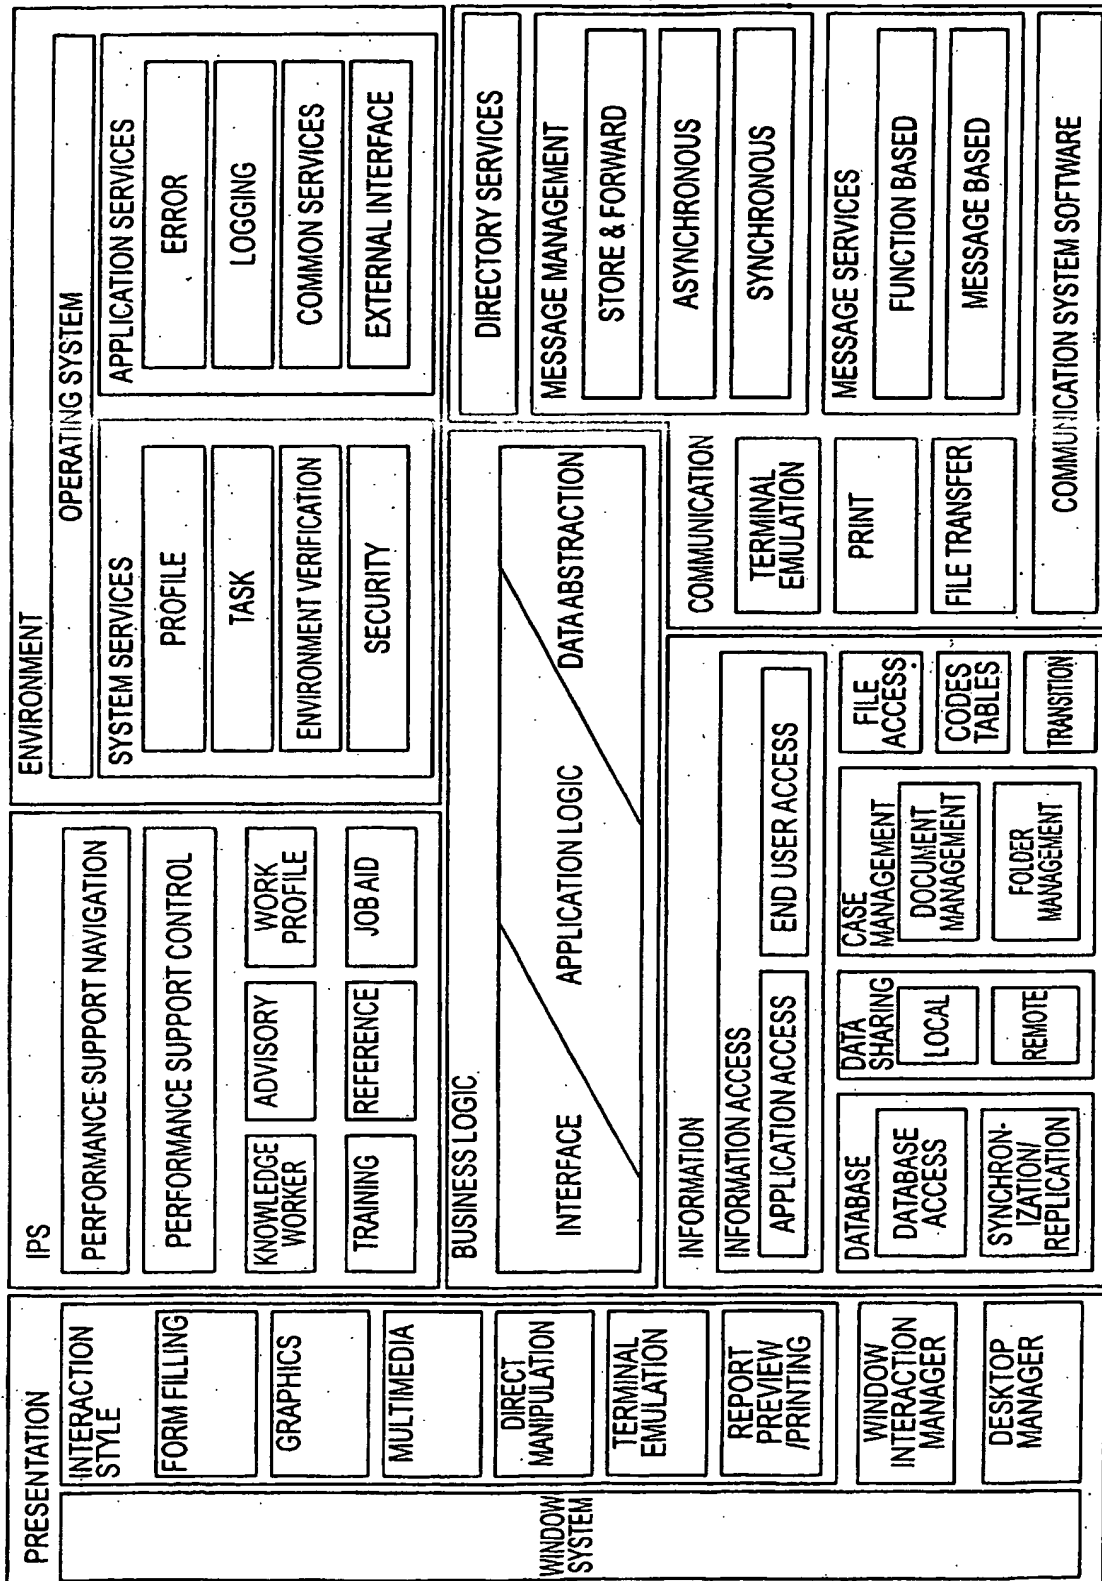 PRESENTATION
WINDOW
SYSTEM
INTERACTION
STYLE
FORM FILLING
GRAPHICS
MULTIMEDIA
DIRECT
MANIPULATION
TERMINAL
EMULATION
REPORT
PREVIEW
/PRINTING
WINDOW
INTERACTION
MANAGER
DESKTOP
MANAGER
IPS
PERFORMANCE SUPPORT NAVIGATION
PERFORMANCE SUPPORT CONTROL
KNOWLEDGE
WORKER
ADVISORY
WORK
PROFILE
TRAINING
REFERENCE
JOB AID
ENVIRONMENT
OPERATING SYSTEM
SYSTEM SERVICES
PROFILE
TASK
ENVIRONMENT VERIFICATION
SECURITY
APPLICATION SERVICES
ERROR
LOGGING
COMMON SERVICES
EXTERNAL INTERFACE
BUSINESS LOGIC
INTERFACE
APPLICATION LOGIC
DATA ABSTRACTION
INFORMATION
INFORMATION ACCESS
APPLICATION ACCESS
END USER ACCESS
DATABASE
DATABASE
ACCESS
SYNCHRON-
IZATION/
REPLICATION
DATA
SHARING
LOCAL
REMOTE
CASE
MANAGEMENT
DOCUMENT
MANAGEMENT
FOLDER
MANAGEMENT
FILE
ACCESS
CODES
TABLES
TRANSITION
COMMUNICATION
TERMINAL
EMULATION
PRINT
FILE TRANSFER
DIRECTORY SERVICES
MESSAGE MANAGEMENT
STORE & FORWARD
ASYNCHRONOUS
SYNCHRONOUS
MESSAGE SERVICES
FUNCTION BASED
MESSAGE BASED
COMMUNICATION SYSTEM SOFTWARE